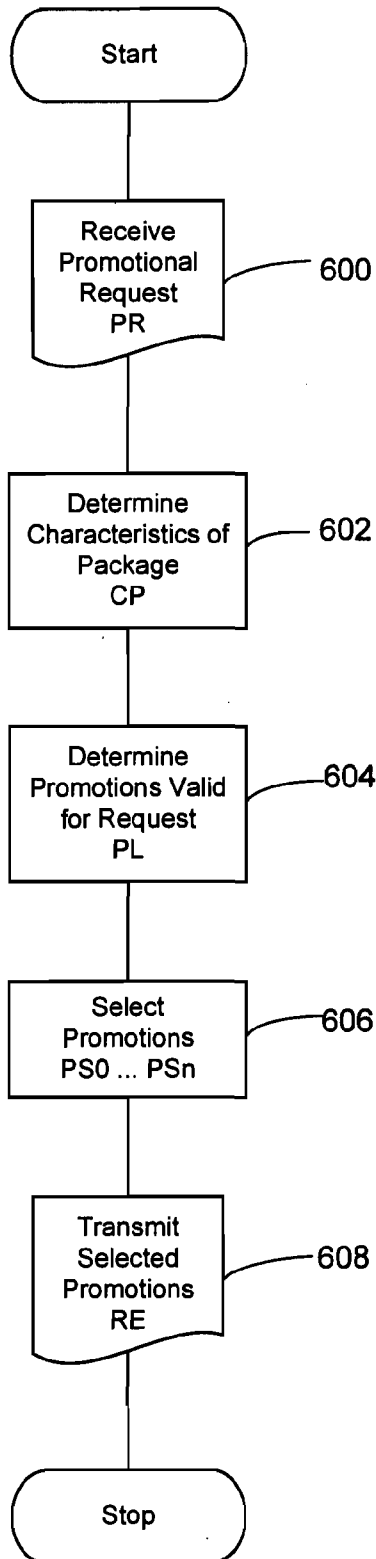 Start
Receive
Promotional
Request
PR
600
Determine
Characteristics of
Package
CP
602
Determine
Promotions Valid
for Request
PL
604
Select
Promotions
PS0 ... PSn
606
Transmit
Selected
Promotions
RE
608
Stop